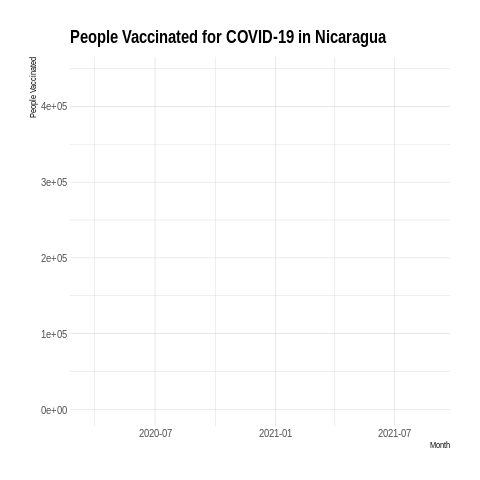 People Vaccinated for COVID-19 in Nicaragua
People Vaccinated
4e+05
3e+05
2e+05
1e+05
0e+00
2020-07
2021-01
2021-07
Month